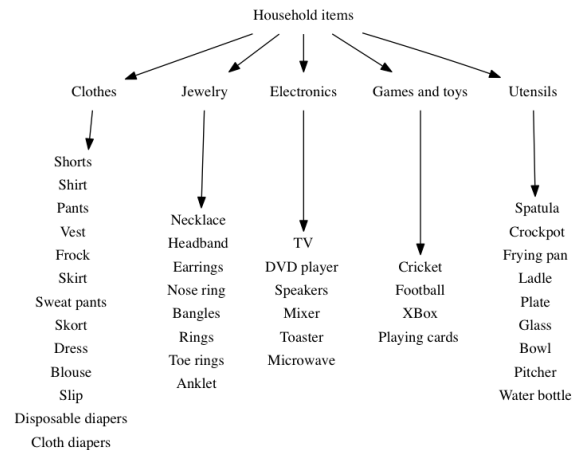 Household items
Clothes
Jewelry
Electronics
Games and toys
Utensils
Shorts
Shirt
Pants
Vest
Frock
Skirt
Sweat pants
Skort
Dress
Blouse
Slip
Disposable diapers
Cloth diapers
Necklace
Headband
Earrings
Nose ring
Bangles
Rings
Toe rings
Anklet
TV
DVD player
Speakers
Mixer
Toaster
Microwave
Cricket
Football
XBox
Playing cards
Spatula
Crockpot
Frying pan
Ladle
Plate
Glass
Bowl
Pitcher
Water bottle